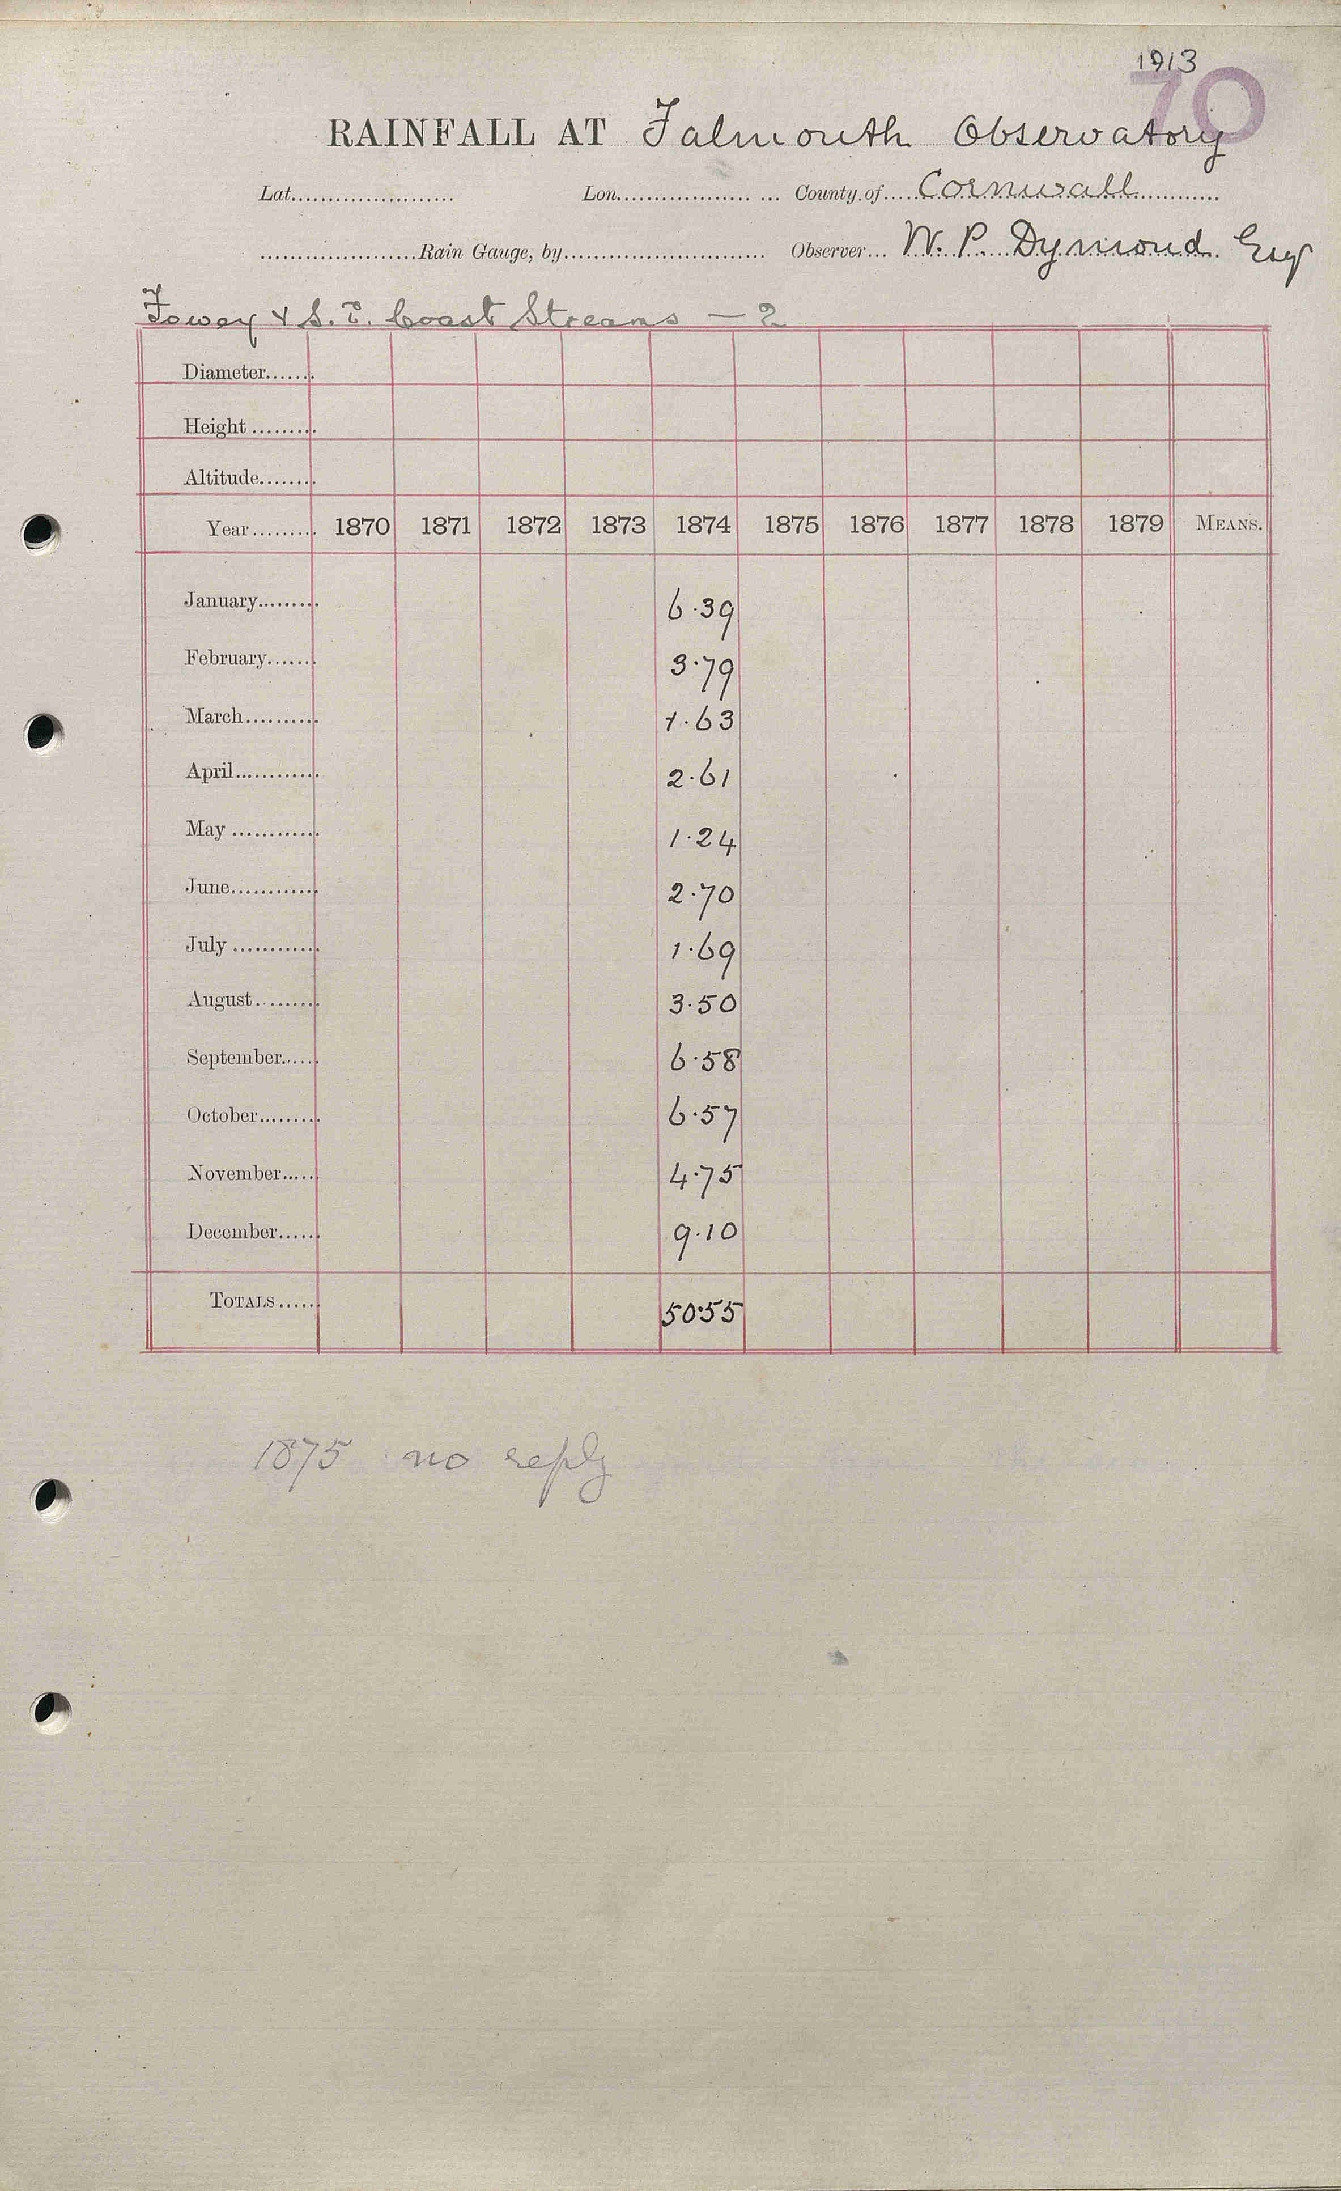 1913
70
RAINFALL AT Falmouth Observatory
Lat...................... Lon.................. ... County of.....Cornwall...........
.....................Rain Gauge, by........................... Observer... W. P. Dymond Esq
Fowey & S. E. Coast Streams — 2
Diameter.......
Height .........
Altitude........
Year......... 1870 1871 1872 1873 1874 1875 1876 1877 1878 1879 MEANS.
January......... 6.39
February....... 3.79
March.......... 1.63
April............ 2.61
May ............ 1.24
June............ 2.70
July ............ 1.69
August......... 3.50
September...... 6.58
October......... 6.57
November..... 4.75
December...... 9.10
TOTALS...... 50.55
1875 no reply